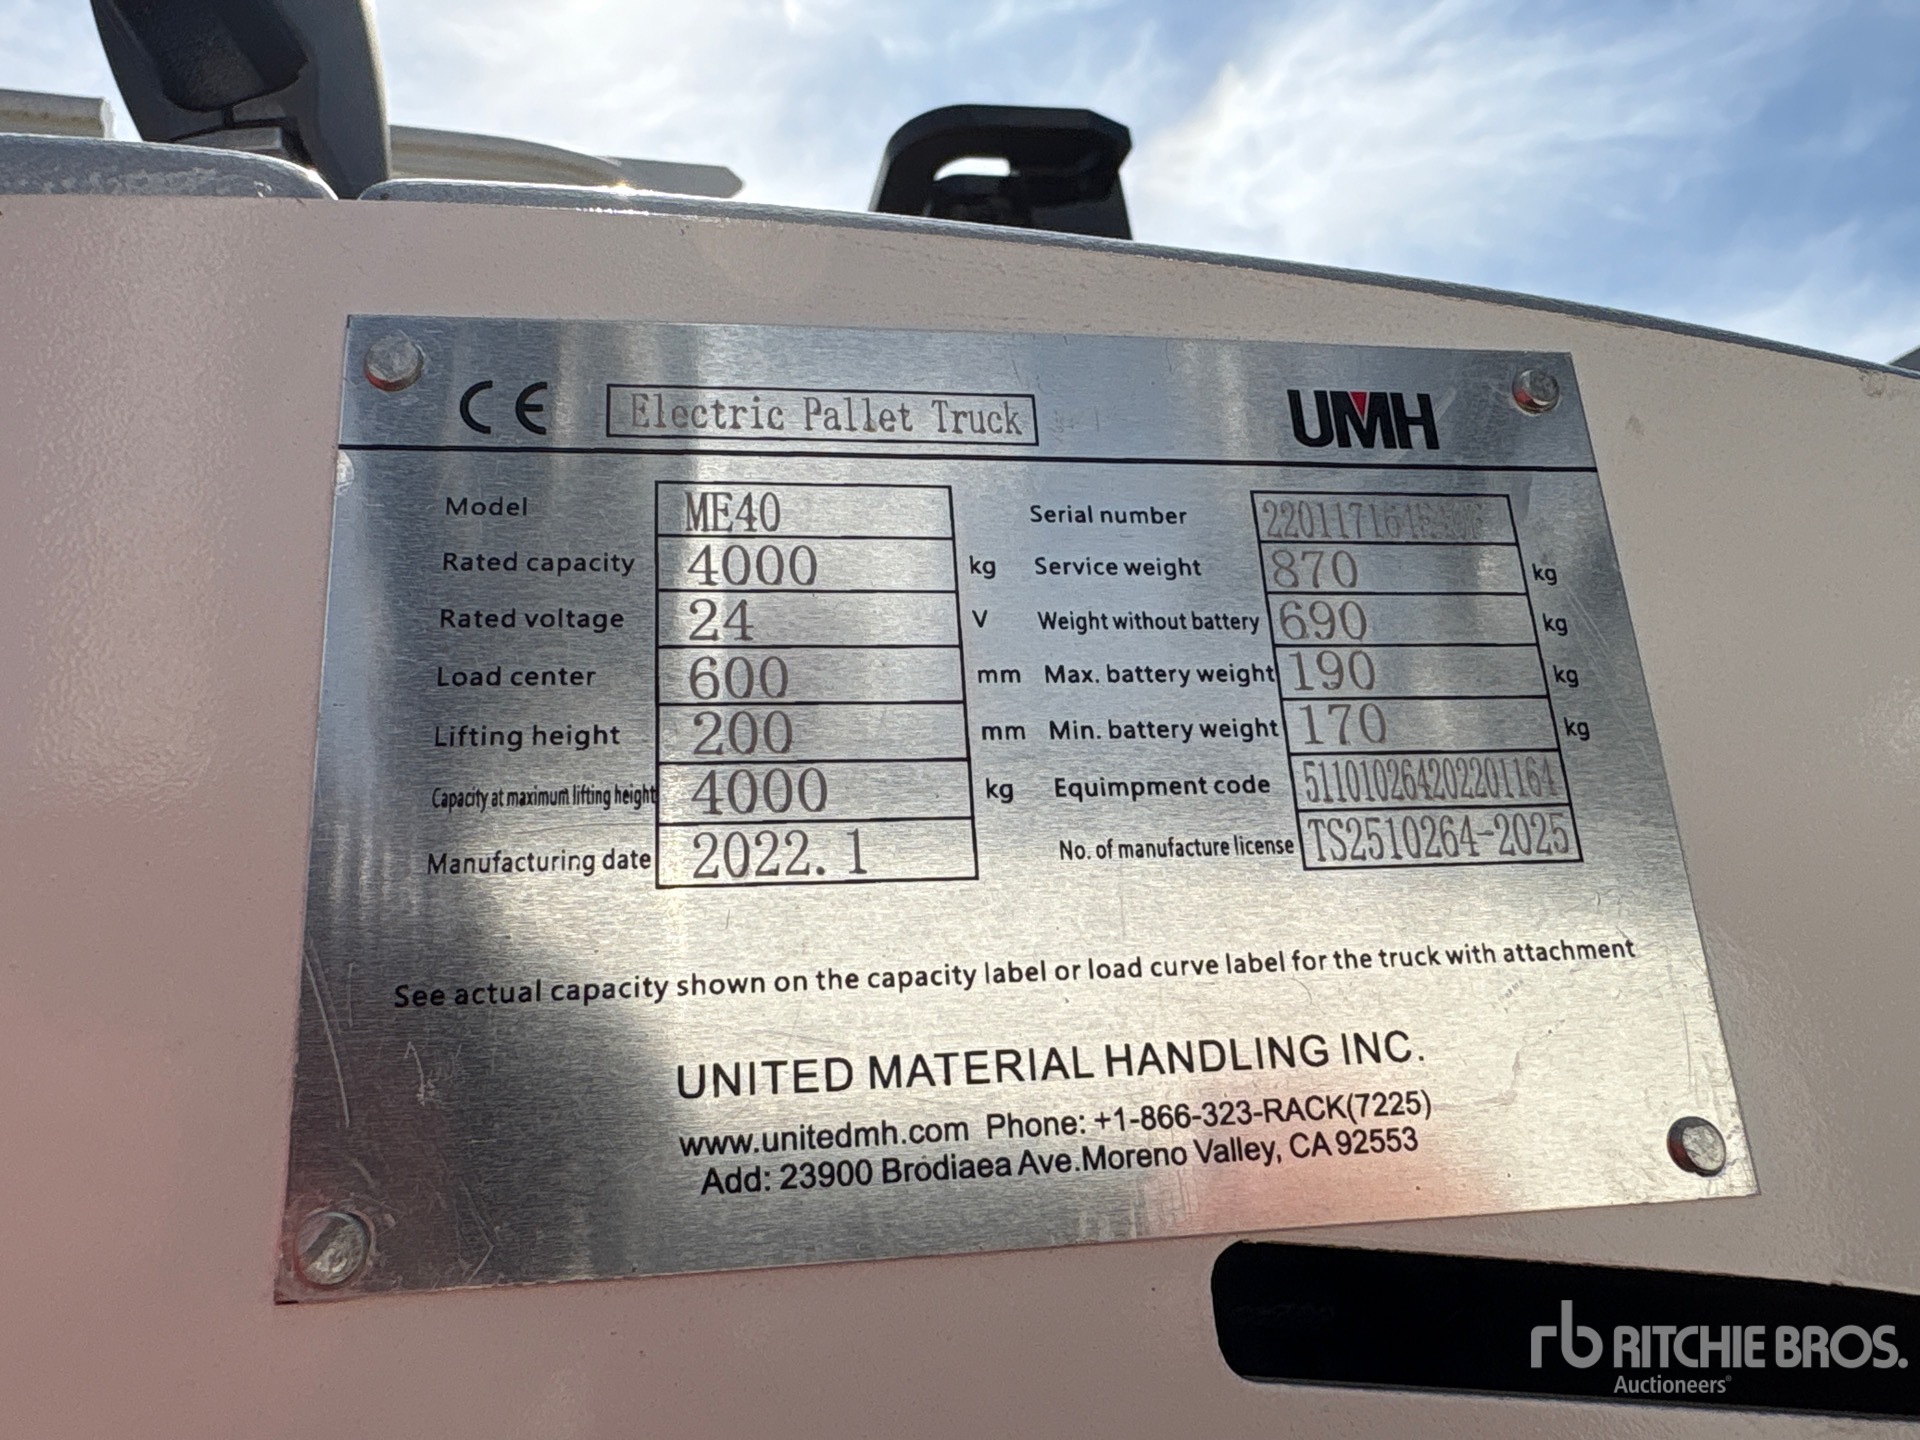 CE Electric Pallet Truck UMH
Model ME40
Rated capacity 4000 kg
Rated voltage 24 V
Load center 600 mm
Lifting height 200 mm
Capacity at maximum lifting height 4000 kg
Manufacturing date 2022. 1
Serial number
Service weight 870 kg
Weight without battery 690 kg
Max. battery weight 190 kg
Min. battery weight 170 kg
Equimpment code 511010264202201164
No. of manufacture license TS2510264-2025
See actual capacity shown on the capacity label or load curve label for the truck with attachment
UNITED MATERIAL HANDLING INC.
www.unitedmh.com Phone: +1-866-323-RACK(7225)
Add: 23900 Brodiaea Ave.Moreno Valley, CA 92553
rb RITCHIE BROS.
Auctioneers